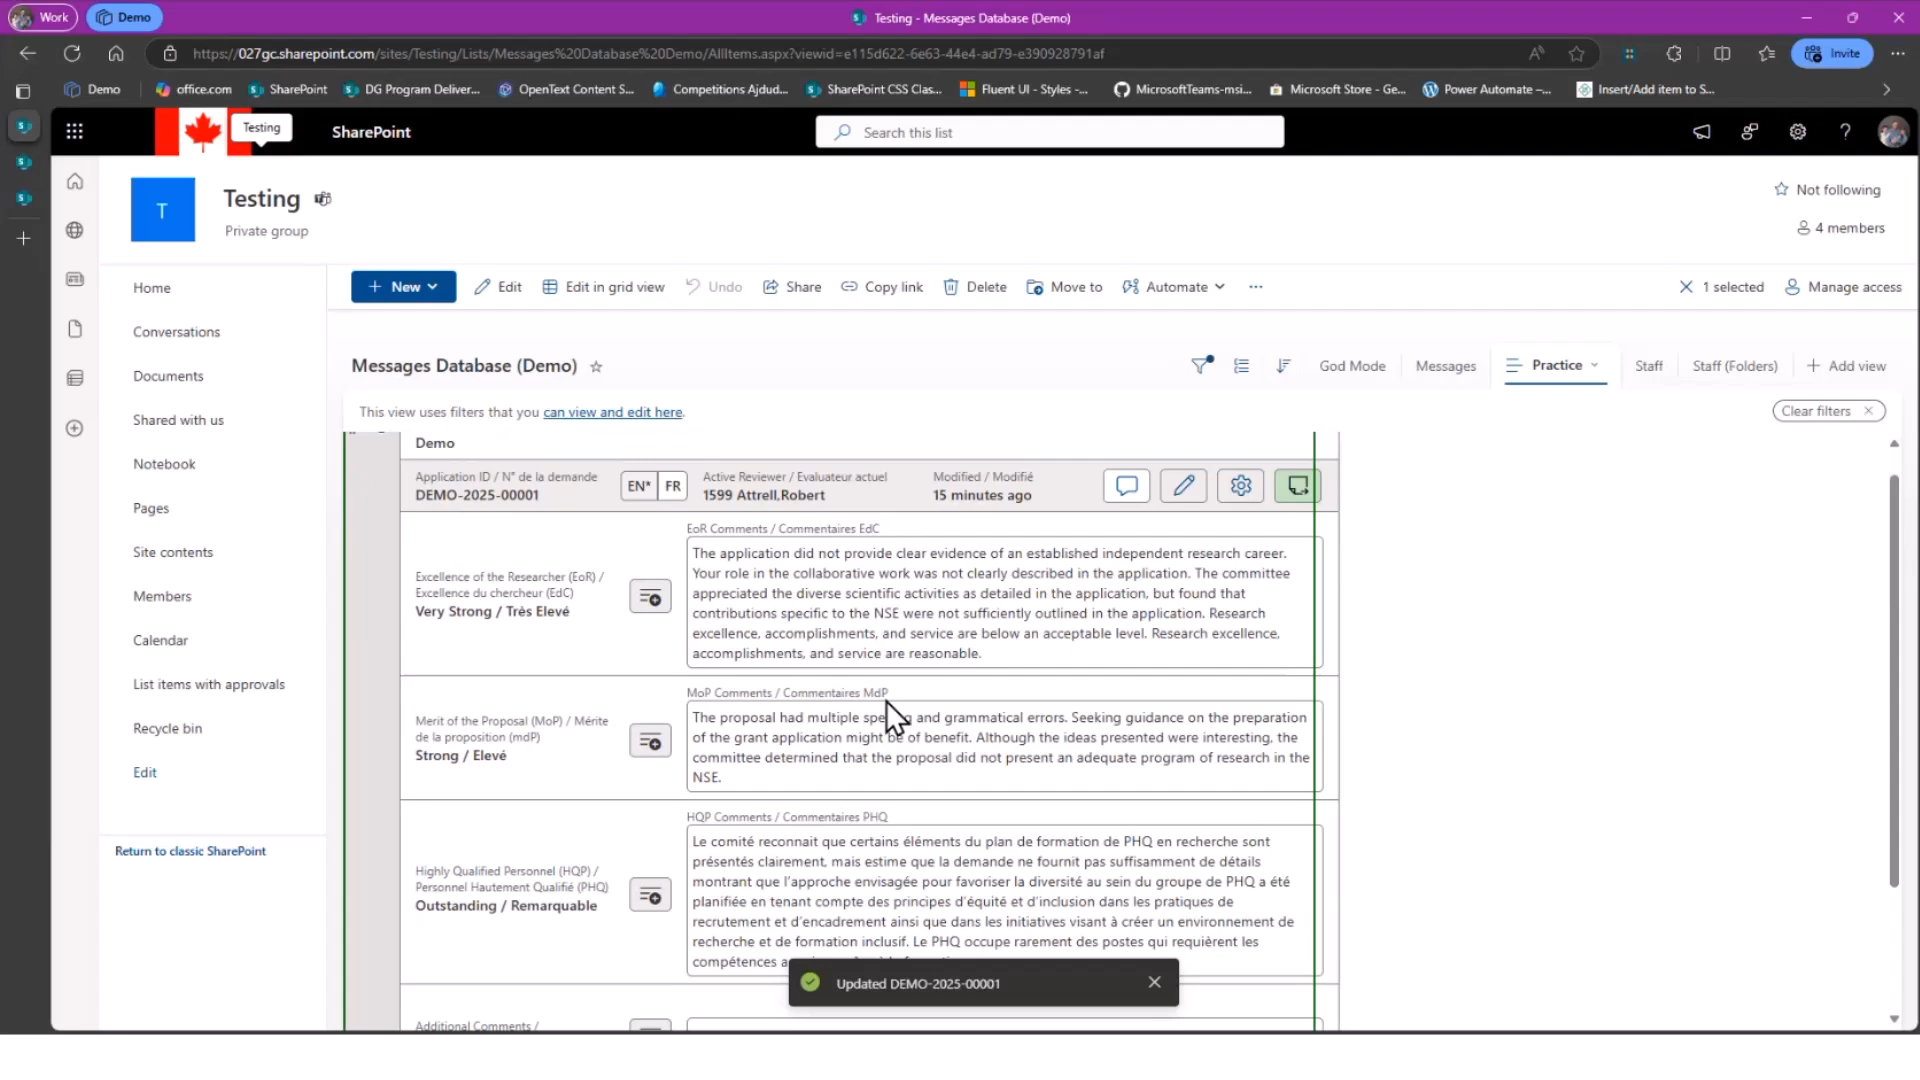 Work
Demo
Testing - Messages Database (Demo)
https://027gc.sharepoint.com/sites/Testing/Lists/Messages%20Database%20Demo/AllItems.aspx?viewid=e115d622-6e63-44e4-ad79-e390928791af
Invite
Demo
office.com
SharePoint
DG Program Deliver...
OpenText Content S...
Competitions Ajdud...
SharePoint CSS Clas...
Fluent UI - Styles -...
MicrosoftTeams-msi...
Microsoft Store - Ge...
Power Automate –...
Insert/Add item to S...
Testing
SharePoint
Search this list
T
Testing
Private group
Not following
4 members
Home
Conversations
Documents
Shared with us
Notebook
Pages
Site contents
Members
Calendar
List items with approvals
Recycle bin
Edit
Return to classic SharePoint
New
Edit
Edit in grid view
Undo
Share
Copy link
Delete
Move to
Automate
1 selected
Manage access
Messages Database (Demo)
God Mode
Messages
Practice
Staff
Staff (Folders)
Add view
This view uses filters that you can view and edit here.
Clear filters
Demo
Application ID / N° de la demande
DEMO-2025-00001
EN* FR
Active Reviewer / Evaluateur actuel
1599 Attrell,Robert
Modified / Modifié
15 minutes ago
Excellence of the Researcher (EoR) /
Excellence du chercheur (EdC)
Very Strong / Très Elevé
EoR Comments / Commentaires EdC
The application did not provide clear evidence of an established independent research career.
Your role in the collaborative work was not clearly described in the application. The committee
appreciated the diverse scientific activities as detailed in the application, but found that
contributions specific to the NSE were not sufficiently outlined in the application. Research
excellence, accomplishments, and service are below an acceptable level. Research excellence,
accomplishments, and service are reasonable.
Merit of the Proposal (MoP) / Mérite
de la proposition (mdP)
Strong / Elevé
MoP Comments / Commentaires MdP
The proposal had multiple and grammatical errors. Seeking guidance on the preparation
of the grant application might be of benefit. Although the ideas presented were interesting, the
committee determined that the proposal did not present an adequate program of research in the
NSE.
Highly Qualified Personnel (HQP) /
Personnel Hautement Qualifié (PHQ)
Outstanding / Remarquable
HQP Comments / Commentaires PHQ
Le comité reconnait que certains éléments du plan de formation de PHQ en recherche sont
présentés clairement, mais estime que la demande ne fournit pas suffisamment de détails
montrant que l'approche envisagée pour favoriser la diversité au sein du groupe de PHQ a été
planifiée en tenant compte des principes d'équité et d'inclusion dans les pratiques de
recrutement et d'encadrement ainsi que dans les initiatives visant à créer un environnement de
recherche et de formation inclusif. Le PHQ occupe rarement des postes qui requièrent les
compétences
Updated DEMO-2025-00001
Additional Comments /